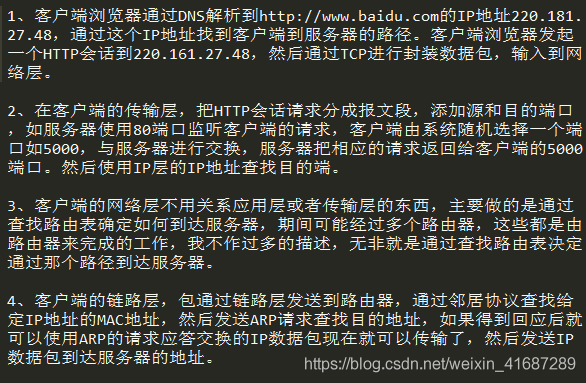 1、客户端浏览器通过DNS解析到http://www.baidu.com的IP地址220.181.
27.48，通过这个IP地址找到客户端到服务器的路径。客户端浏览器发起
一个HTTP会话到220.161.27.48，然后通过TCP进行封装数据包，输入到网
络层。
2、在客户端的传输层，把HTTP会话请求分成报文段，添加源和目的端口
，如服务器使用80端口监听客户端的请求，客户端由系统随机选择一个端
口如5000，与服务器进行交换，服务器把相应的请求返回给客户端的5000
端口。然后使用IP层的IP地址查找目的端。
3、客户端的网络层不用关系应用层或者传输层的东西，主要做的是通过
查找路由表确定如何到达服务器，期间可能经过多个路由器，这些都是由
路由器来完成的工作，我不作过多的描述，无非就是通过查找路由表决定
通过那个路径到达服务器。
4、客户端的链路层，包通过链路层发送到路由器，通过邻居协议查找给
定IP地址的MAC地址，然后发送ARP请求查找目的地址，如果得到回应后就
可以使用ARP的请求应答交换的IP数据包现在就可以传输了，然后发送IP
数据包到达服务器的地址。
https://blog.csdn.net/weixin_41687289